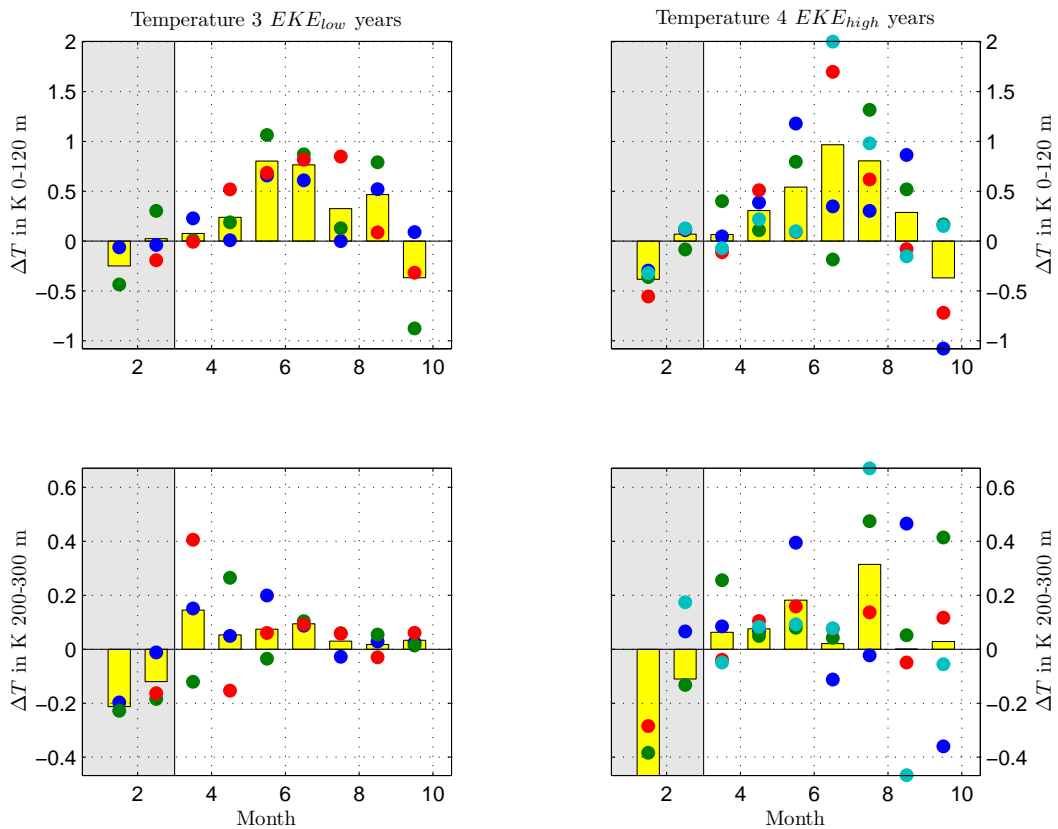 Temperature 3 EKE_low years
2
1.5
1
0.5
0
−0.5
−1
ΔT in K 0-120 m
2 4 6 8 10
Temperature 4 EKE_high years
2
1.5
1
0.5
0
−0.5
−1
ΔT in K 0-120 m
2 4 6 8 10
0.6
0.4
0.2
0
−0.2
−0.4
ΔT in K 200-300 m
2 4 6 8 10
Month
0.6
0.4
0.2
0
−0.2
−0.4
ΔT in K 200-300 m
2 4 6 8 10
Month